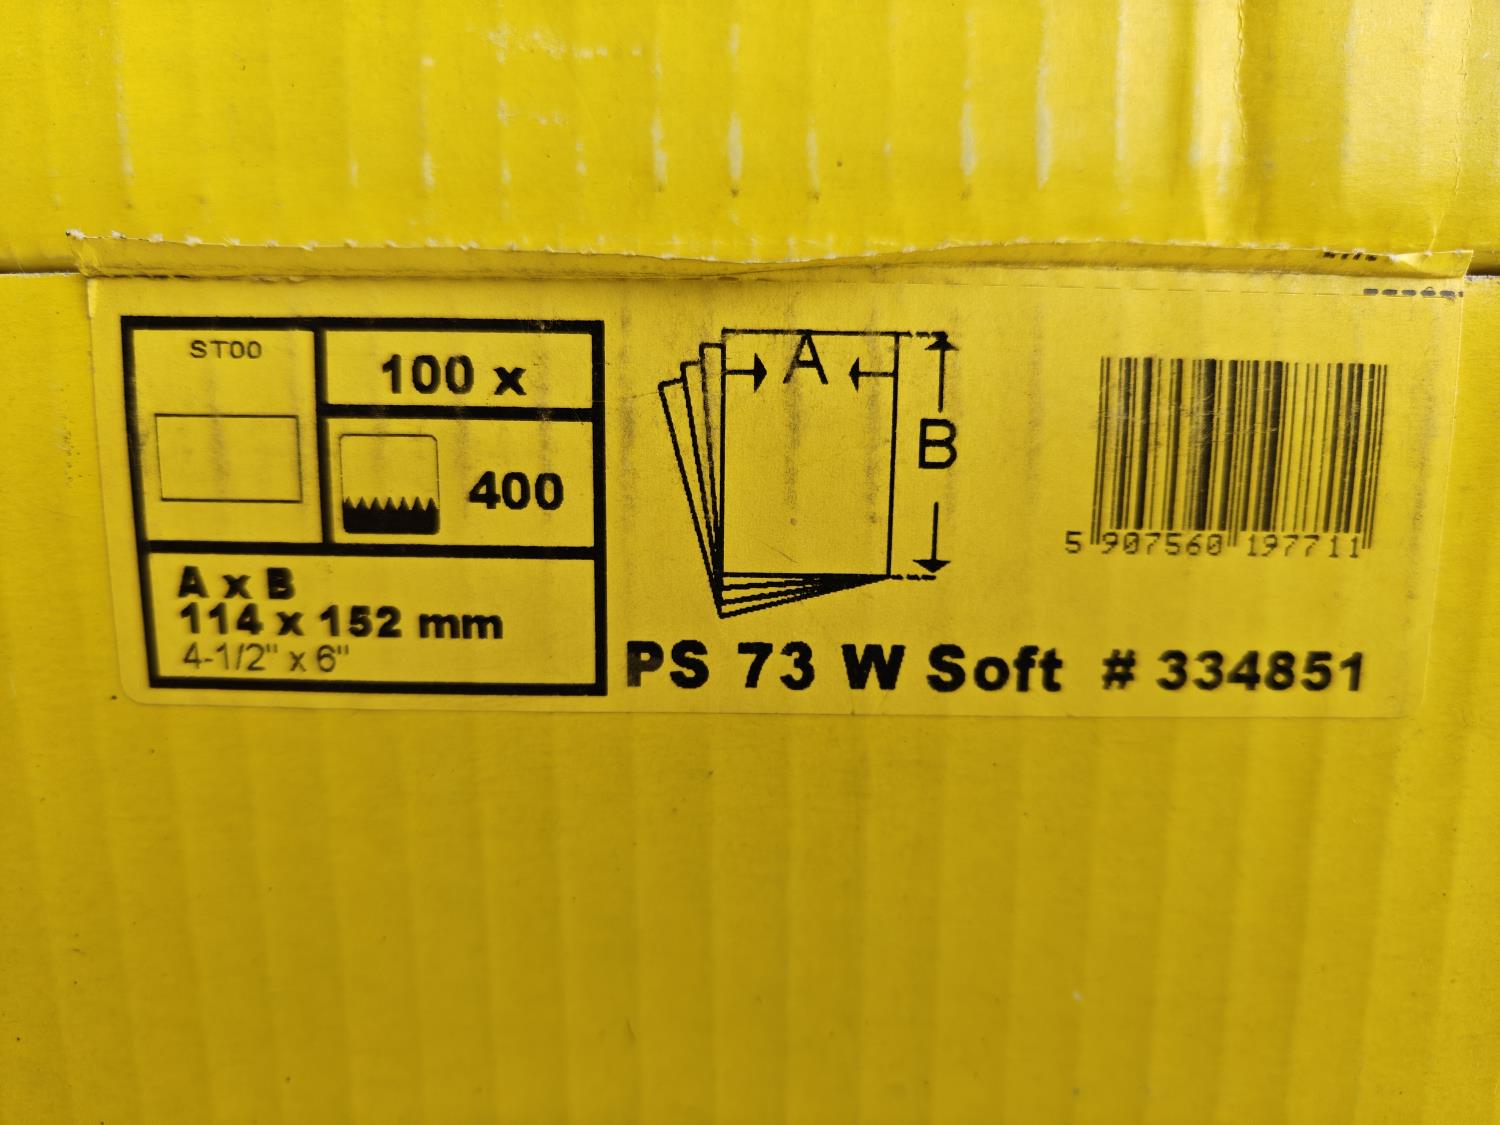 ST00
100 x
400
A x B
114 x 152 mm
4-1/2" x 6"
A
B
5 907560 197711
PS 73 W Soft # 334851